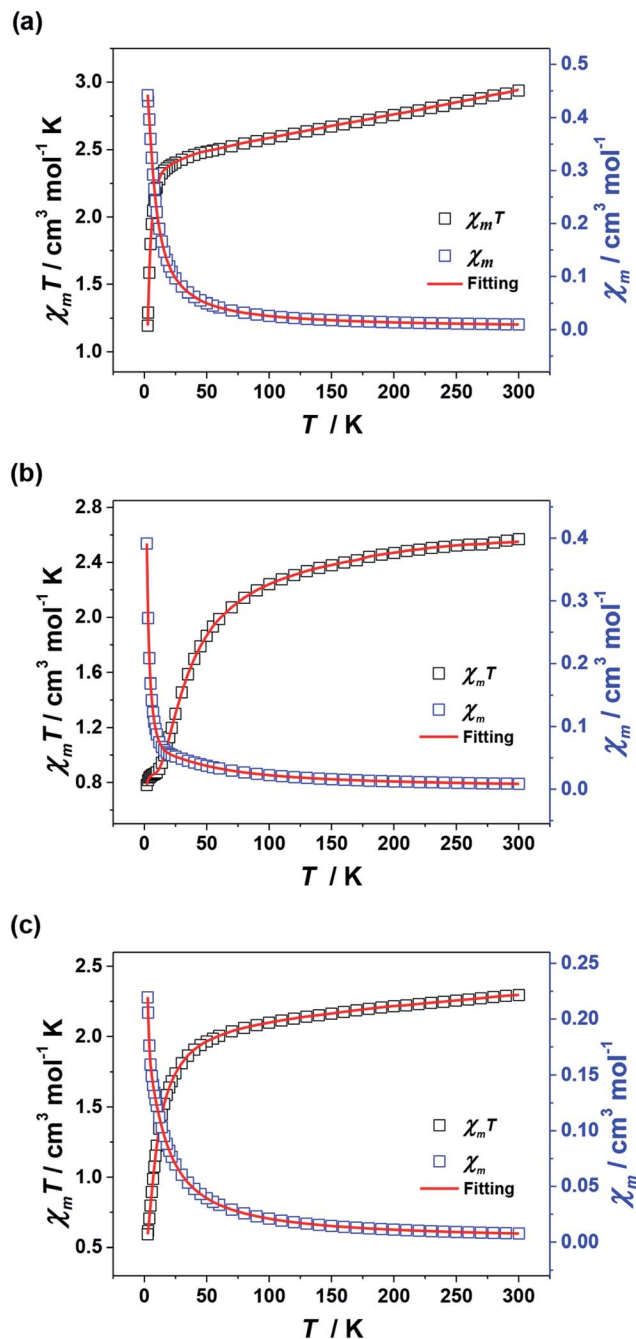 (a)
χmT / cm³ mol⁻¹ K
3.0
2.5
2.0
1.5
1.0
0.5
0.4
0.3
0.2
0.1
0.0
χm / cm³ mol⁻¹
χmT
χm
Fitting
0 50 100 150 200 250 300
T / K
(b)
χmT / cm³ mol⁻¹ K
2.8
2.4
2.0
1.6
1.2
0.8
0.4
0.3
0.2
0.1
0.0
χm / cm³ mol⁻¹
χmT
χm
Fitting
0 50 100 150 200 250 300
T / K
(c)
χmT / cm³ mol⁻¹ K
2.5
2.0
1.5
1.0
0.5
0.25
0.20
0.15
0.10
0.05
0.00
χm / cm³ mol⁻¹
χmT
χm
Fitting
0 50 100 150 200 250 300
T / K